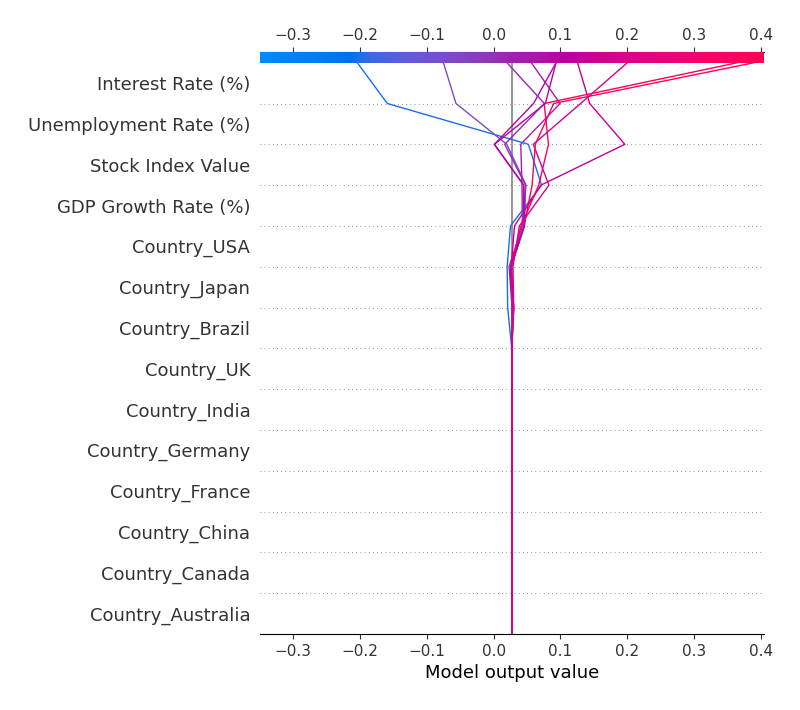 −0.3 −0.2 −0.1 0.0 0.1 0.2 0.3 0.4
Interest Rate (%)
Unemployment Rate (%)
Stock Index Value
GDP Growth Rate (%)
Country_USA
Country_Japan
Country_Brazil
Country_UK
Country_India
Country_Germany
Country_France
Country_China
Country_Canada
Country_Australia
−0.3 −0.2 −0.1 0.0 0.1 0.2 0.3 0.4
Model output value